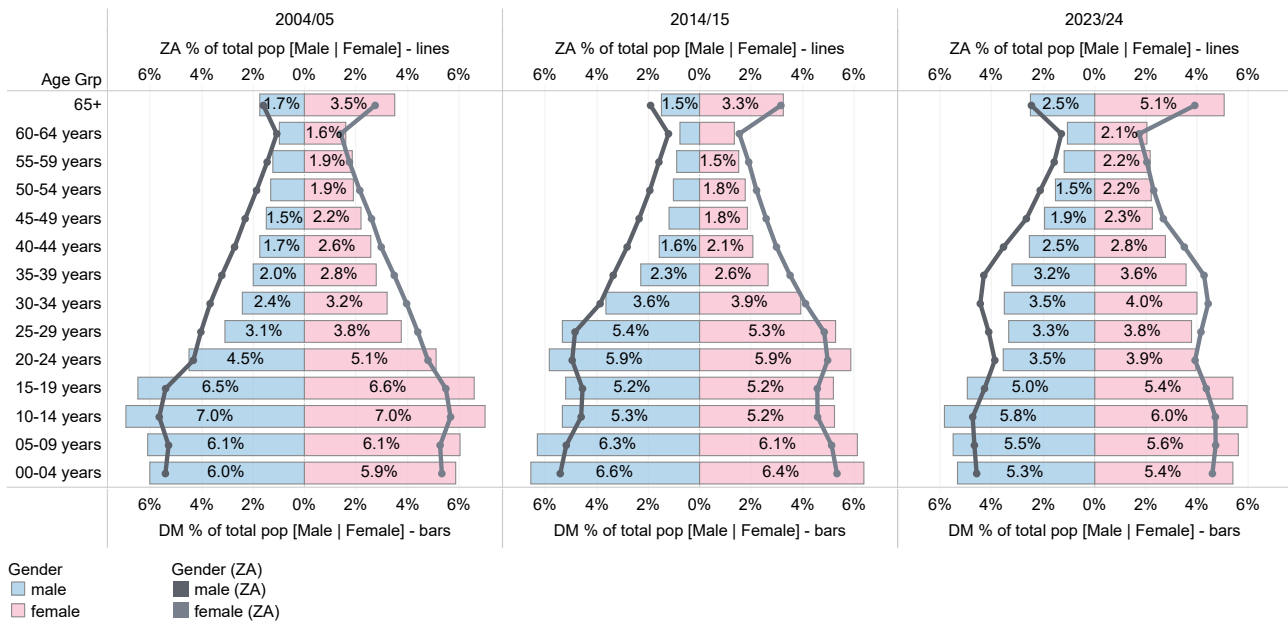 2004/05 2014/15 2023/24
ZA % of total pop [Male | Female] - lines ZA % of total pop [Male | Female] - lines ZA % of total pop [Male | Female] - lines
Age Grp 6% 4% 2% 0% 2% 4% 6% 6% 4% 2% 0% 2% 4% 6% 6% 4% 2% 0% 2% 4% 6%
65+ 1.7% 3.5% 1.5% 3.3% 2.5% 5.1%
60-64 years 1.6% 2.1%
55-59 years 1.9% 1.5% 2.2%
50-54 years 1.9% 1.8% 1.5% 2.2%
45-49 years 1.5% 2.2% 1.8% 1.9% 2.3%
40-44 years 1.7% 2.6% 1.6% 2.1% 2.5% 2.8%
35-39 years 2.0% 2.8% 2.3% 2.6% 3.2% 3.6%
30-34 years 2.4% 3.2% 3.6% 3.9% 3.5% 4.0%
25-29 years 3.1% 3.8% 5.4% 5.3% 3.3% 3.8%
20-24 years 4.5% 5.1% 5.9% 5.9% 3.5% 3.9%
15-19 years 6.5% 6.6% 5.2% 5.2% 5.0% 5.4%
10-14 years 7.0% 7.0% 5.3% 5.2% 5.8% 6.0%
05-09 years 6.1% 6.1% 6.3% 6.1% 5.5% 5.6%
00-04 years 6.0% 5.9% 6.6% 6.4% 5.3% 5.4%
6% 4% 2% 0% 2% 4% 6% 6% 4% 2% 0% 2% 4% 6% 6% 4% 2% 0% 2% 4% 6%
DM % of total pop [Male | Female] - bars DM % of total pop [Male | Female] - bars DM % of total pop [Male | Female] - bars
Gender Gender (ZA)
male male (ZA)
female female (ZA)